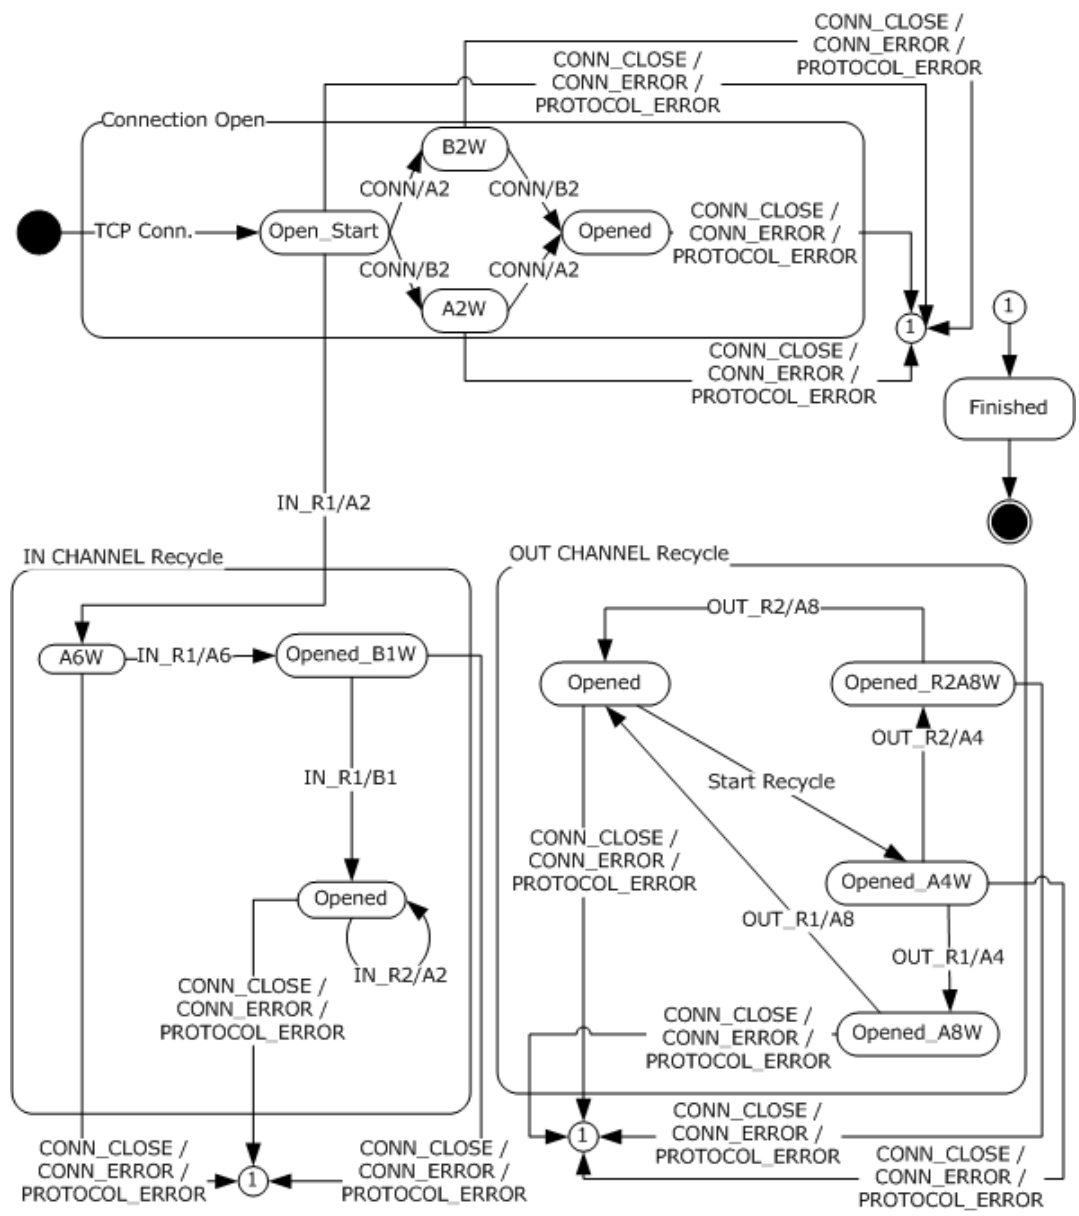 CONN_CLOSE /
CONN_ERROR /
PROTOCOL_ERROR
CONN_CLOSE /
CONN_ERROR /
PROTOCOL_ERROR
Connection Open
B2W
CONN/A2
CONN/B2
TCP Conn.
Open_Start
Opened
CONN_CLOSE /
CONN_ERROR /
PROTOCOL_ERROR
CONN/B2
CONN/A2
A2W
1
1
CONN_CLOSE /
CONN_ERROR /
PROTOCOL_ERROR
Finished
IN_R1/A2
IN CHANNEL Recycle
A6W
IN_R1/A6
Opened_B1W
IN_R1/B1
Opened
IN_R2/A2
CONN_CLOSE /
CONN_ERROR /
PROTOCOL_ERROR
CONN_CLOSE /
CONN_ERROR /
PROTOCOL_ERROR
1
CONN_CLOSE /
CONN_ERROR /
PROTOCOL_ERROR
OUT CHANNEL Recycle
OUT_R2/A8
Opened
Opened_R2A8W
OUT_R2/A4
Start Recycle
CONN_CLOSE /
CONN_ERROR /
PROTOCOL_ERROR
Opened_A4W
OUT_R1/A8
OUT_R1/A4
CONN_CLOSE /
CONN_ERROR /
PROTOCOL_ERROR
Opened_A8W
1
CONN_CLOSE /
CONN_ERROR /
PROTOCOL_ERROR
CONN_CLOSE /
CONN_ERROR /
PROTOCOL_ERROR